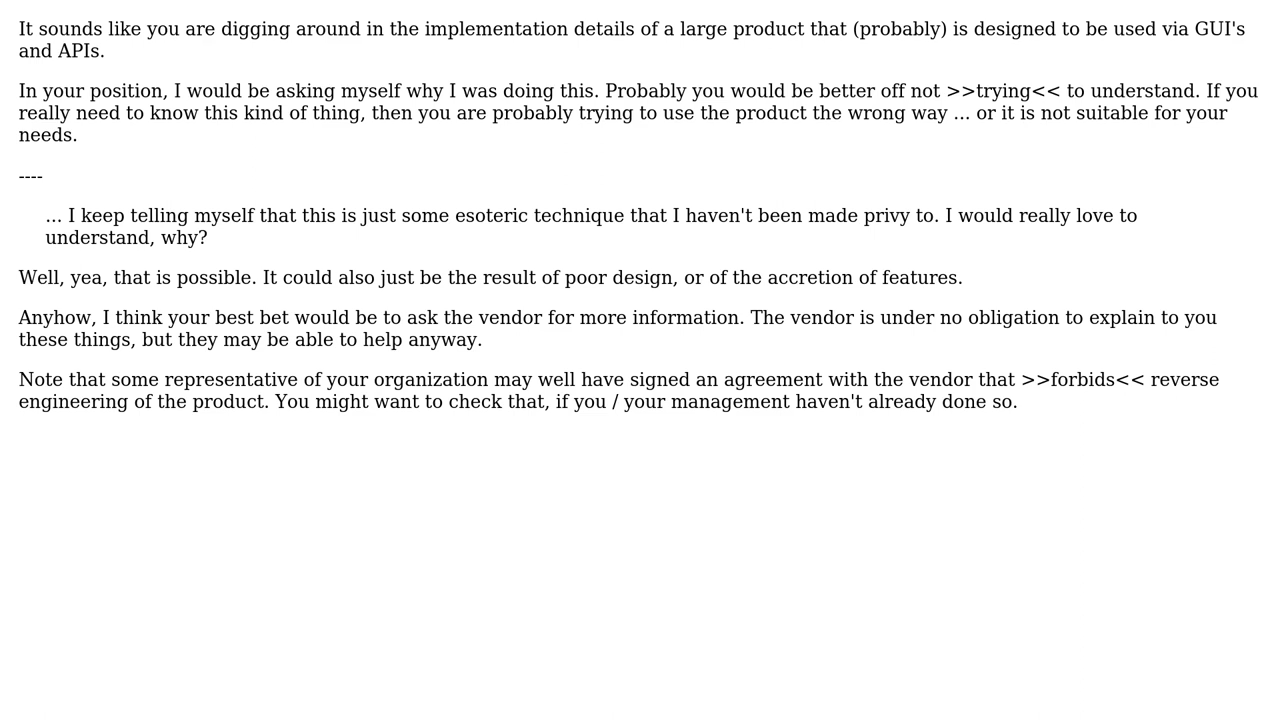 It sounds like you are digging around in the implementation details of a large product that (probably) is designed to be used via GUI's
and APIs.
In your position, I would be asking myself why I was doing this. Probably you would be better off not >>trying<< to understand. If you
really need to know this kind of thing, then you are probably trying to use the product the wrong way ... or it is not suitable for your
needs.
----
... I keep telling myself that this is just some esoteric technique that I haven't been made privy to. I would really love to
understand, why?
Well, yea, that is possible. It could also just be the result of poor design, or of the accretion of features.
Anyhow, I think your best bet would be to ask the vendor for more information. The vendor is under no obligation to explain to you
these things, but they may be able to help anyway.
Note that some representative of your organization may well have signed an agreement with the vendor that >>forbids<< reverse
engineering of the product. You might want to check that, if you / your management haven't already done so.